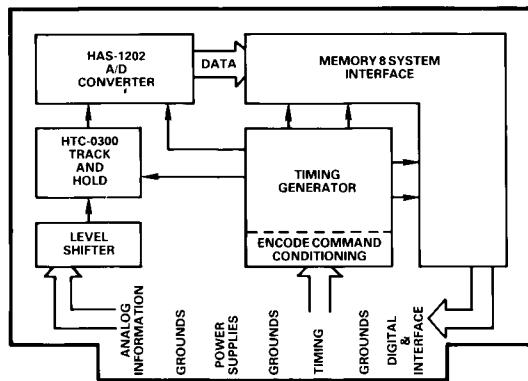 HAS-1202
A/D
CONVERTER
DATA
MEMORY & SYSTEM
INTERFACE
HTC-0300
TRACK
AND
HOLD
TIMING
GENERATOR
LEVEL
SHIFTER
ENCODE COMMAND
CONDITIONING
ANALOG
INFORMATION
GROUNDS
POWER
SUPPLIES
GROUNDS
TIMING
GROUNDS
DIGITAL
&
INTERFACE